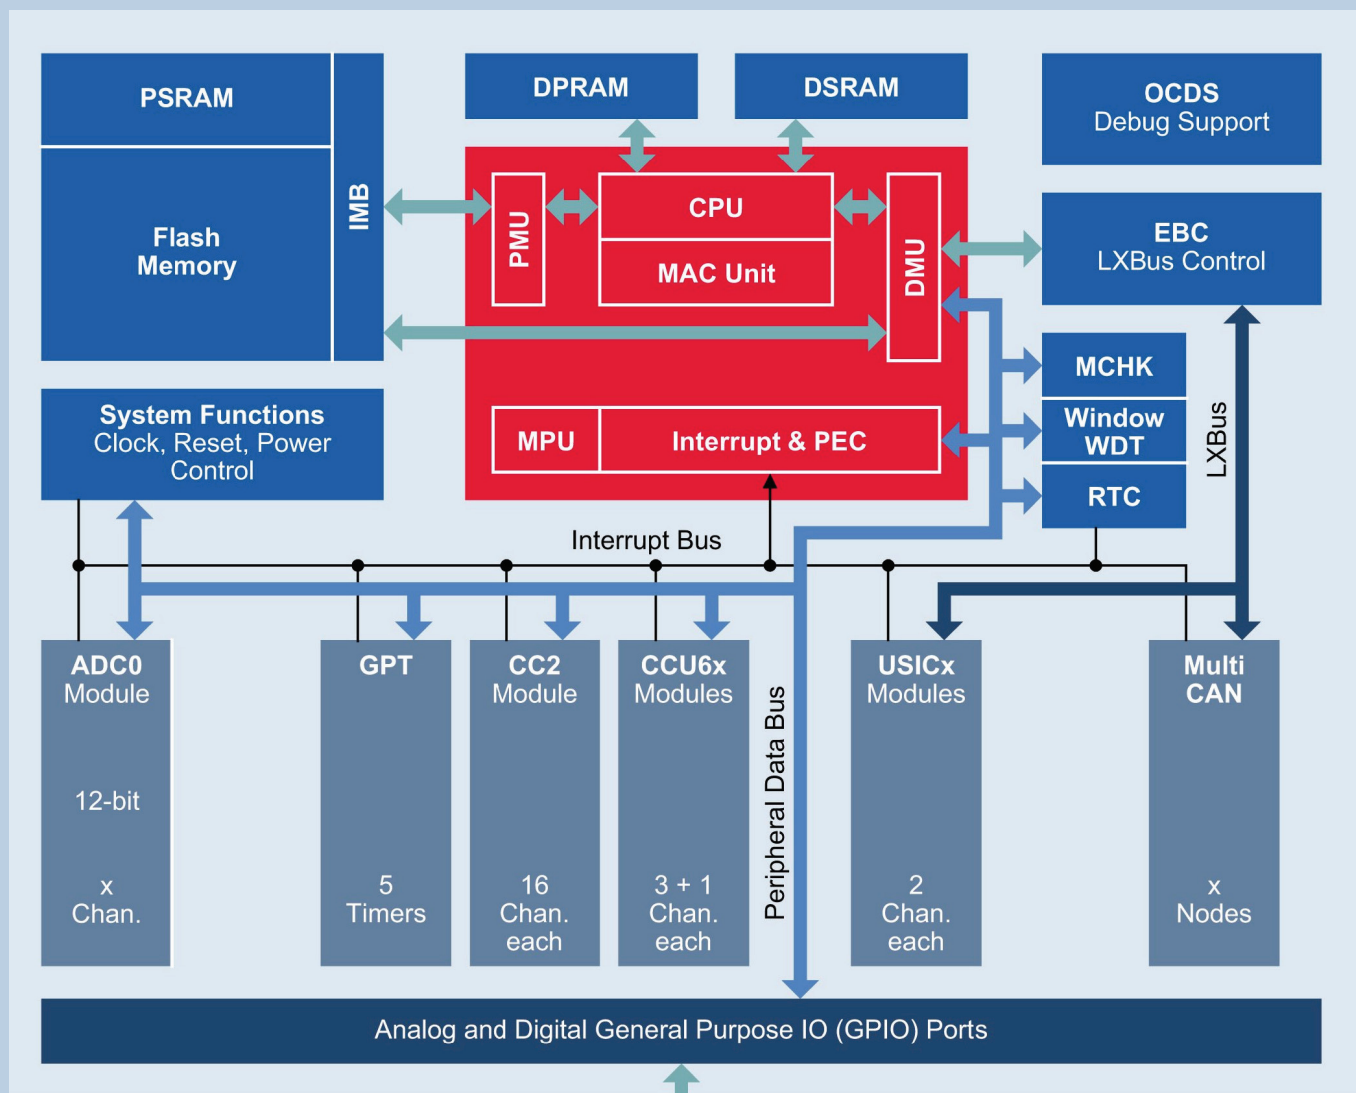 PSRAM
IMB
Flash
Memory
DPRAM
DSRAM
OCDS
Debug Support
PMU
CPU
MAC Unit
DMU
EBC
LXBus Control
MPU
Interrupt & PEC
MCHK
Window
WDT
RTC
LXBus
System Functions
Clock, Reset, Power
Control
Interrupt Bus
ADC0
Module
12-bit
x
Chan.
GPT
5
Timers
CC2
Module
16
Chan.
each
CCU6x
Modules
3 + 1
Chan.
each
Peripheral Data Bus
USICx
Modules
2
Chan.
each
Multi
CAN
x
Nodes
Analog and Digital General Purpose IO (GPIO) Ports